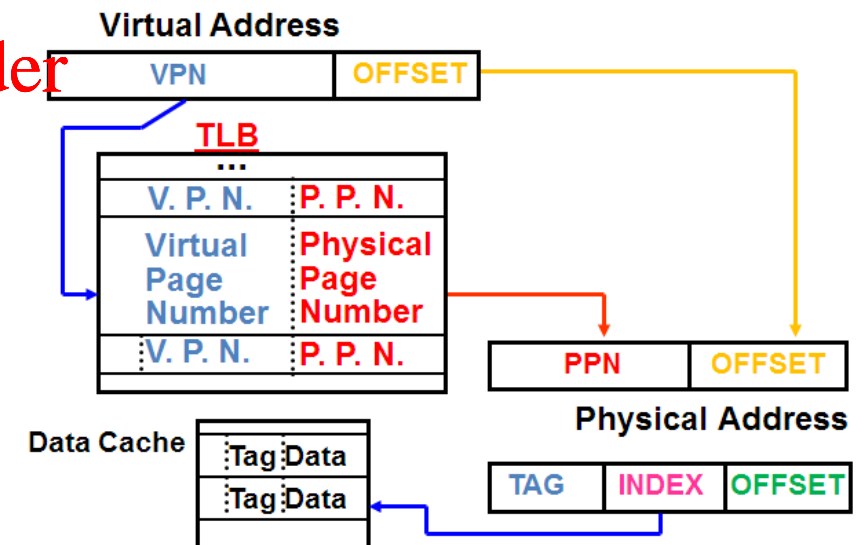 Virtual Address
VPN OFFSET
TLB
...
V. P. N. P. P. N.
Virtual Physical
Page Page
Number Number
V. P. N. P. P. N.
PPN OFFSET
Physical Address
Data Cache
Tag Data
Tag Data
TAG INDEX OFFSET